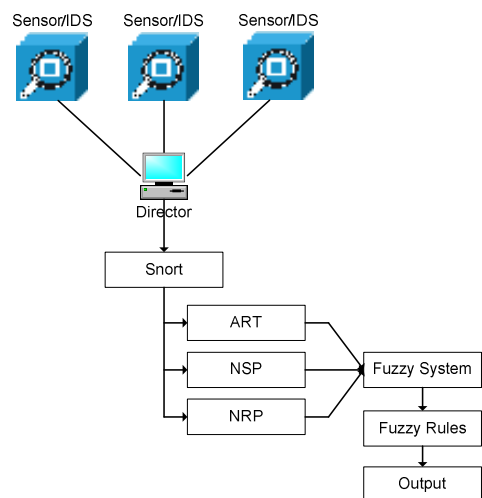 Sensor/IDS
Sensor/IDS
Sensor/IDS
Director
Snort
ART
NSP
Fuzzy System
NRP
Fuzzy Rules
Output